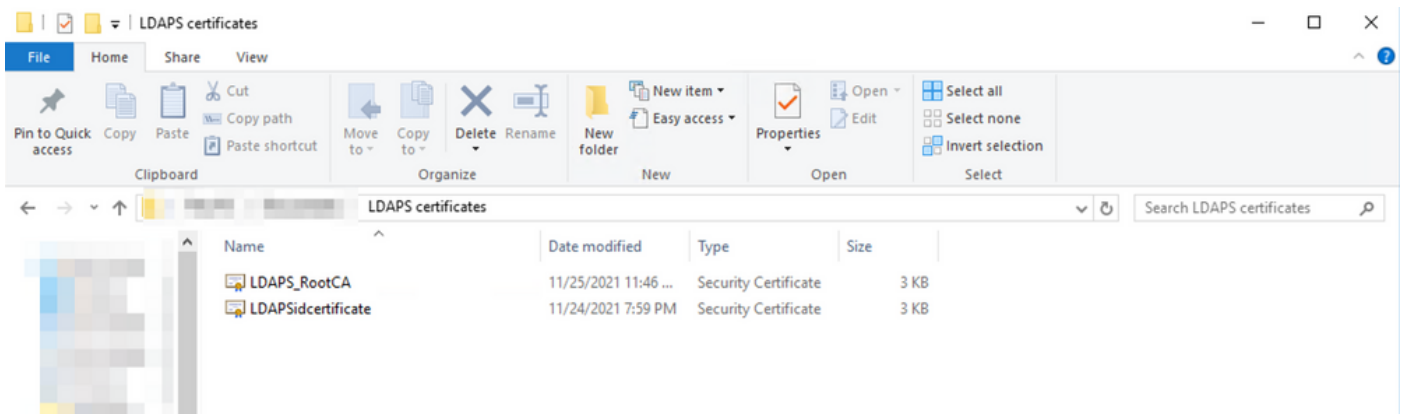 LDAPS certificates
File Home Share View
Pin to Quick access
Copy
Paste
Cut
Copy path
Paste shortcut
Clipboard
Move to
Copy to
Delete
Rename
Organize
New folder
New item
Easy access
New
Properties
Open
Edit
Open
Select all
Select none
Invert selection
Select
LDAPS certificates
Search LDAPS certificates
Name Date modified Type Size
LDAPS_RootCA 11/25/2021 11:46 ... Security Certificate 3 KB
LDAPSidcertificate 11/24/2021 7:59 PM Security Certificate 3 KB